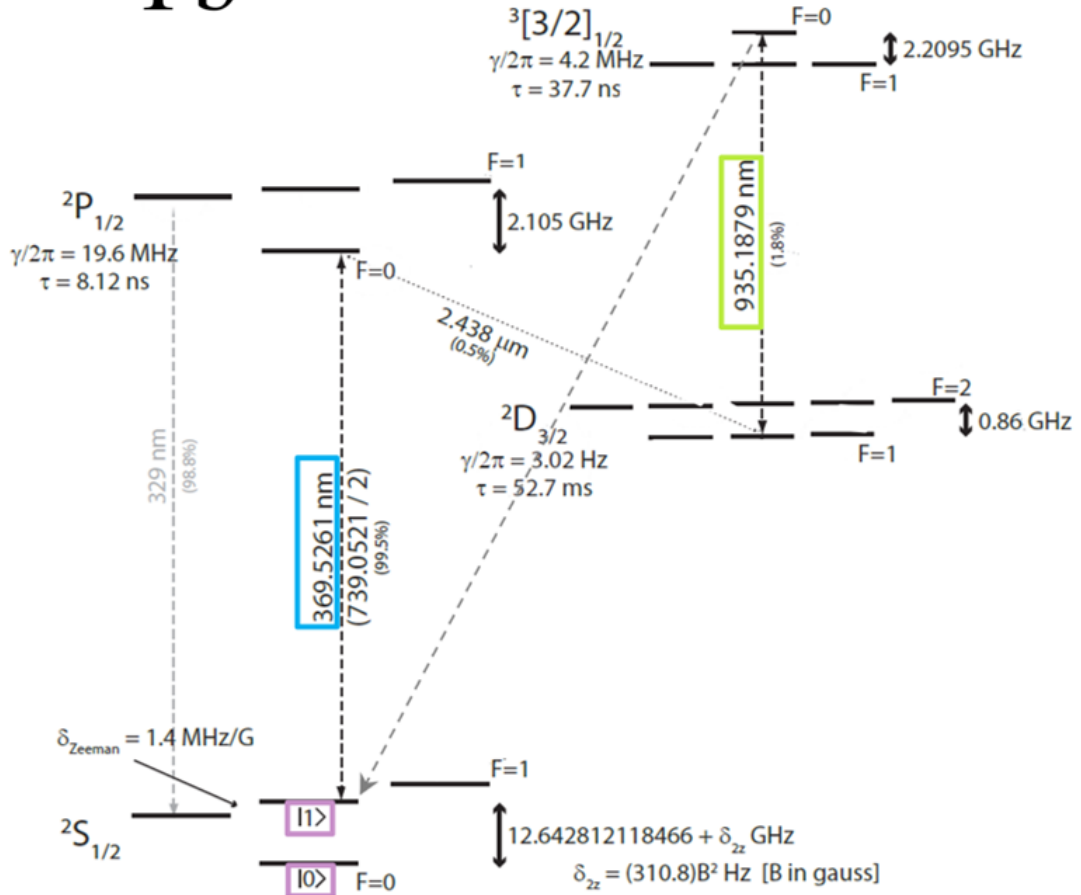 ³[3/2]₁/₂
γ/2π = 4.2 MHz
τ = 37.7 ns
F=0
2.2095 GHz
F=1
935.1879 nm
(1.8%)
F=1
²P₁/₂
2.105 GHz
γ/2π = 19.6 MHz
τ = 8.12 ns
F=0
2.438 μm
(0.5%)
F=2
²D₃/₂
0.86 GHz
γ/2π = 3.02 Hz
τ = 52.7 ms
F=1
329 nm
(98.8%)
369.5261 nm
(739.0521 / 2)
(99.5%)
δZeeman = 1.4 MHz/G
F=1
|1>
²S₁/₂
12.642812118466 + δ₂z GHz
δ₂z = (310.8)B² Hz [B in gauss]
|0>
F=0